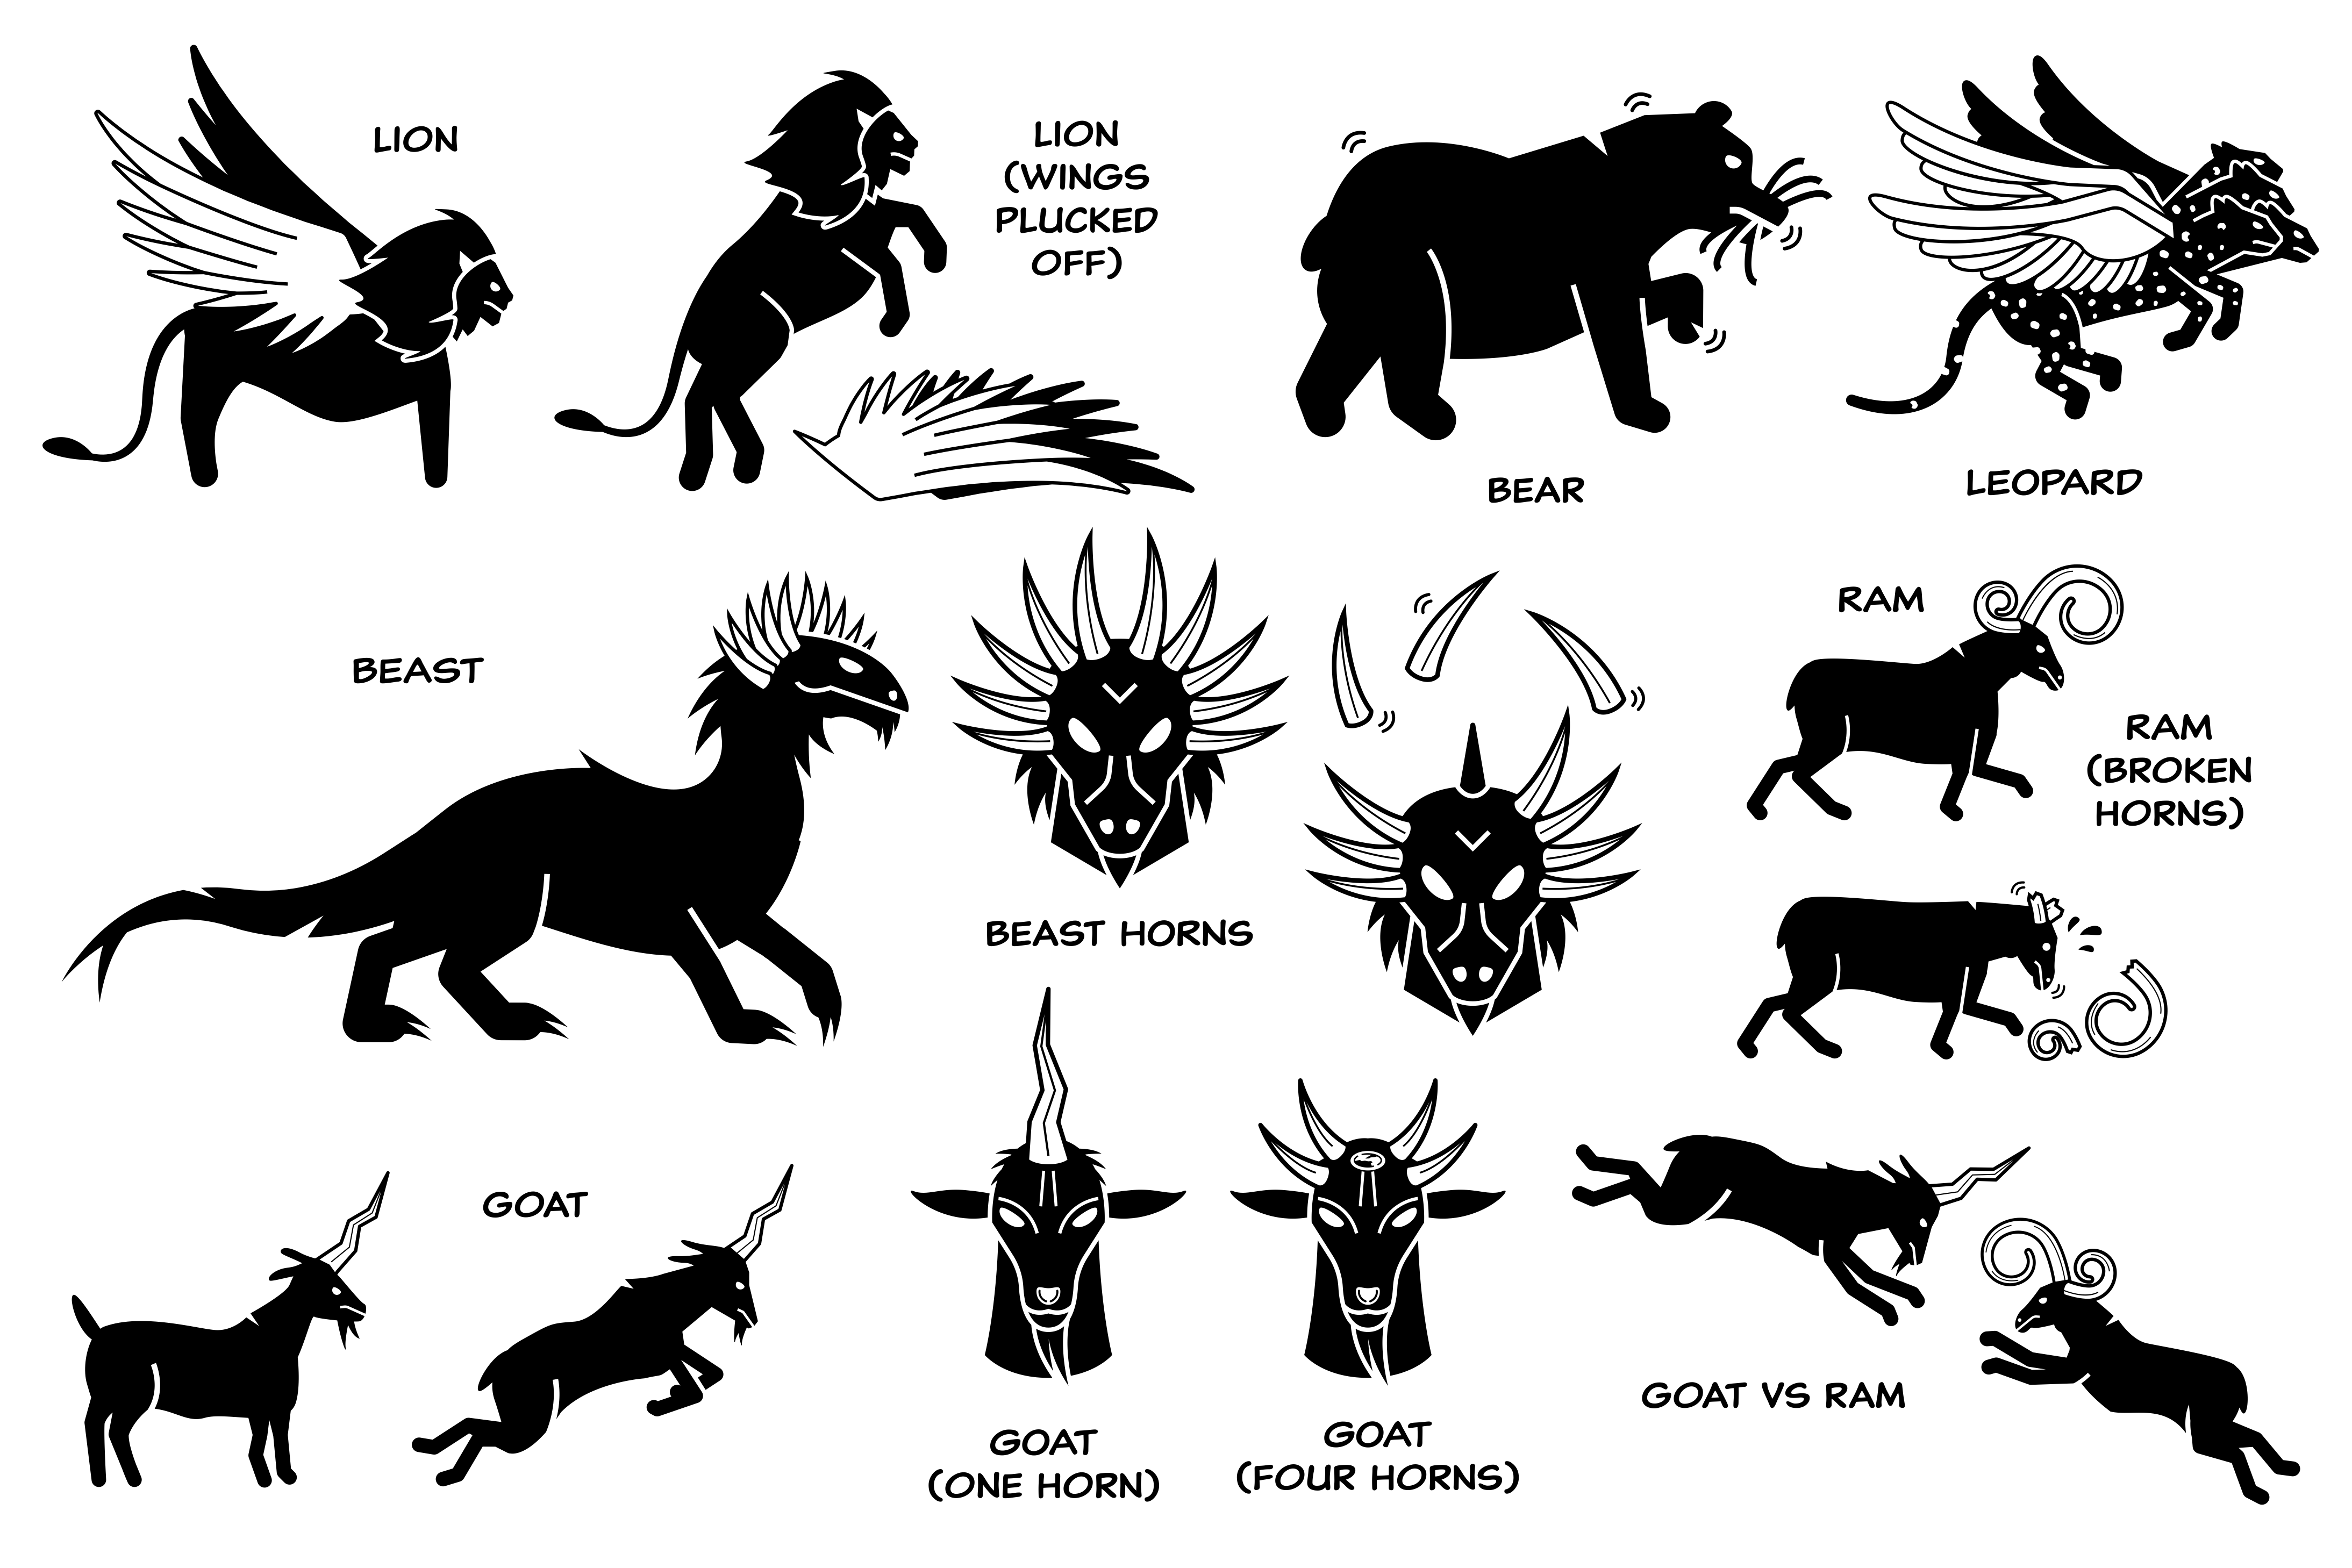 LION
LION
(WINGS
PLUCKED
OFF)
BEAR
LEOPARD
BEAST
BEAST HORNS
RAM
RAM
(BROKEN
HORNS)
GOAT
GOAT
(ONE HORN)
GOAT
(FOUR HORNS)
GOAT VS RAM